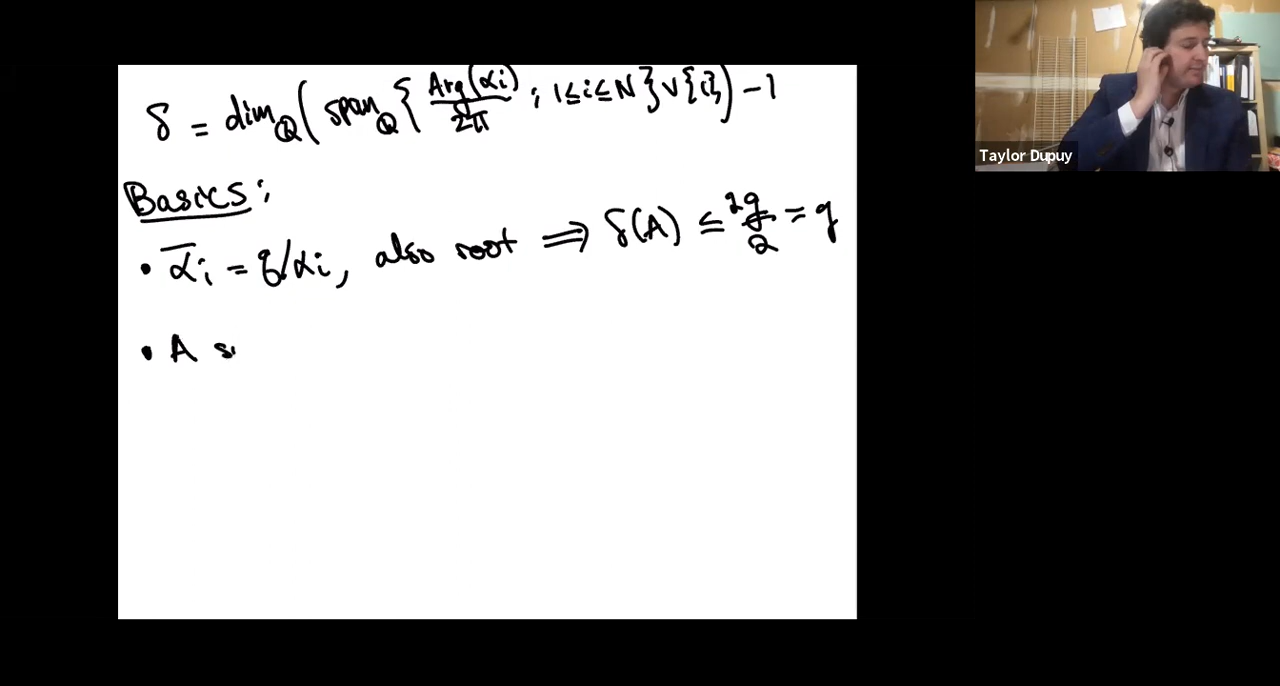 δ = dim_Q( span_Q { Arg(αi)/2π ; 1≤i≤N } ∪ {1} ) - 1
Basics:
• ᾱi = q/αi, also root ⟹ δ(A) ≤ 2g/2 = g
• A s
Taylor Dupuy